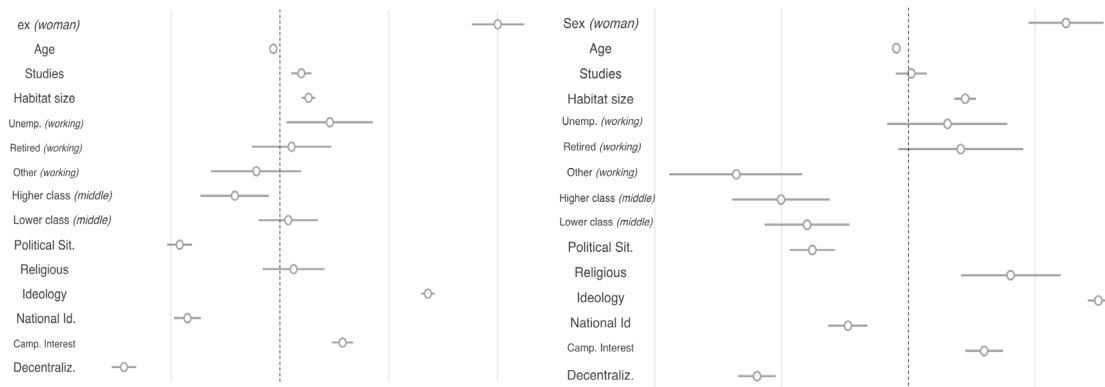 ex (woman)
Age
Studies
Habitat size
Unemp. (working)
Retired (working)
Other (working)
Higher class (middle)
Lower class (middle)
Political Sit.
Religious
Ideology
National Id.
Camp. Interest
Decentraliz.
Sex (woman)
Age
Studies
Habitat size
Unemp. (working)
Retired (working)
Other (working)
Higher class (middle)
Lower class (middle)
Political Sit.
Religious
Ideology
National Id
Camp. Interest
Decentraliz.